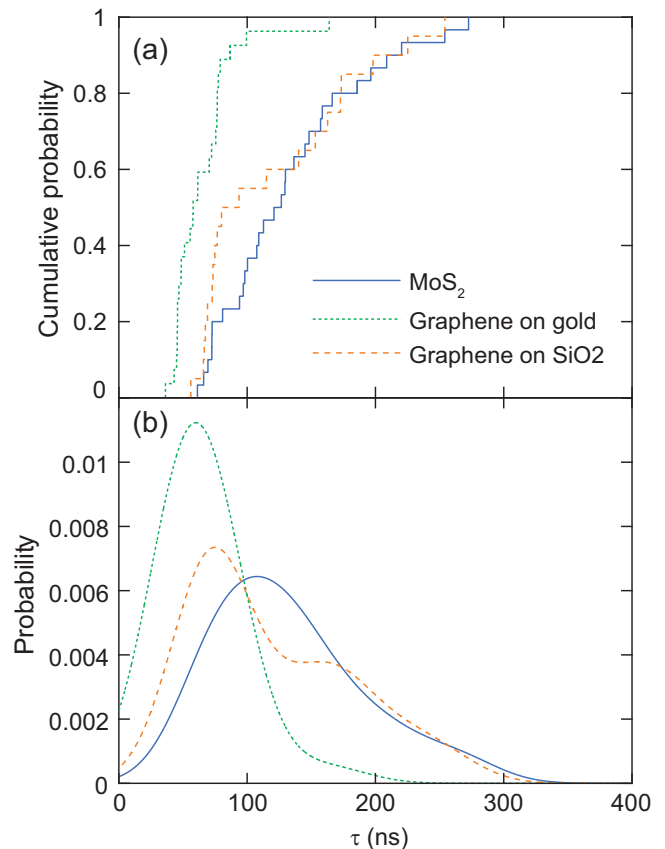 (a)
1
0.8
0.6
0.4
0.2
0
Cumulative probability
MoS₂
Graphene on gold
Graphene on SiO2
(b)
0.01
0.008
0.006
0.004
0.002
0
Probability
0 100 200 300 400
τ (ns)